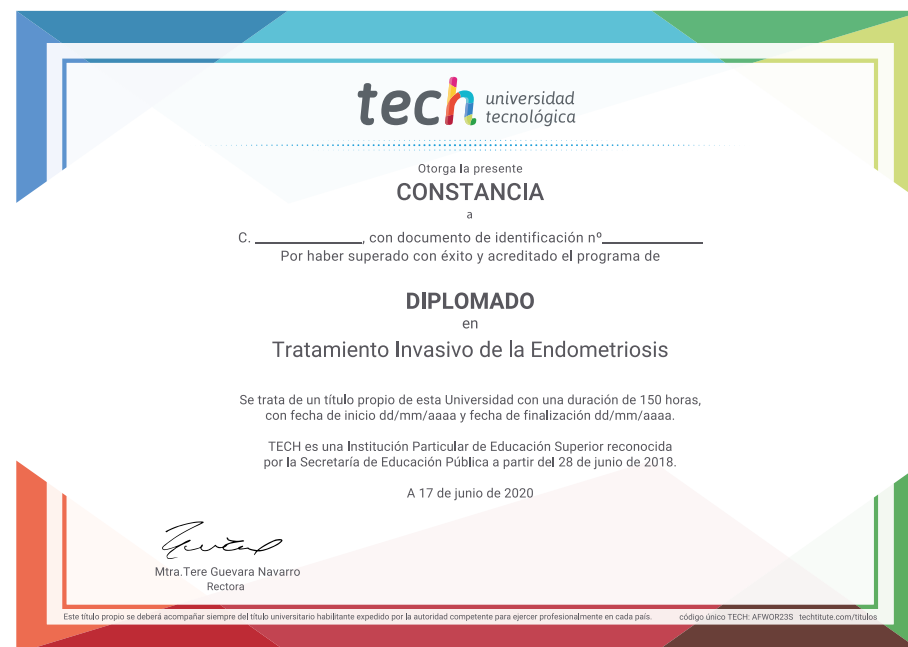 tech universidad
tecnológica
Otorga la presente
CONSTANCIA
a
C. ____________, con documento de identificación nº____________
Por haber superado con éxito y acreditado el programa de
DIPLOMADO
en
Tratamiento Invasivo de la Endometriosis
Se trata de un título propio de esta Universidad con una duración de 150 horas,
con fecha de inicio dd/mm/aaaa y fecha de finalización dd/mm/aaaa.
TECH es una Institución Particular de Educación Superior reconocida
por la Secretaría de Educación Pública a partir del 28 de junio de 2018.
A 17 de junio de 2020
Mtra.Tere Guevara Navarro
Rectora
Este título propio se deberá acompañar siempre del título universitario habilitante expedido por la autoridad competente para ejercer profesionalmente en cada país. código único TECH: AFWOR23S techtitute.com/titulos